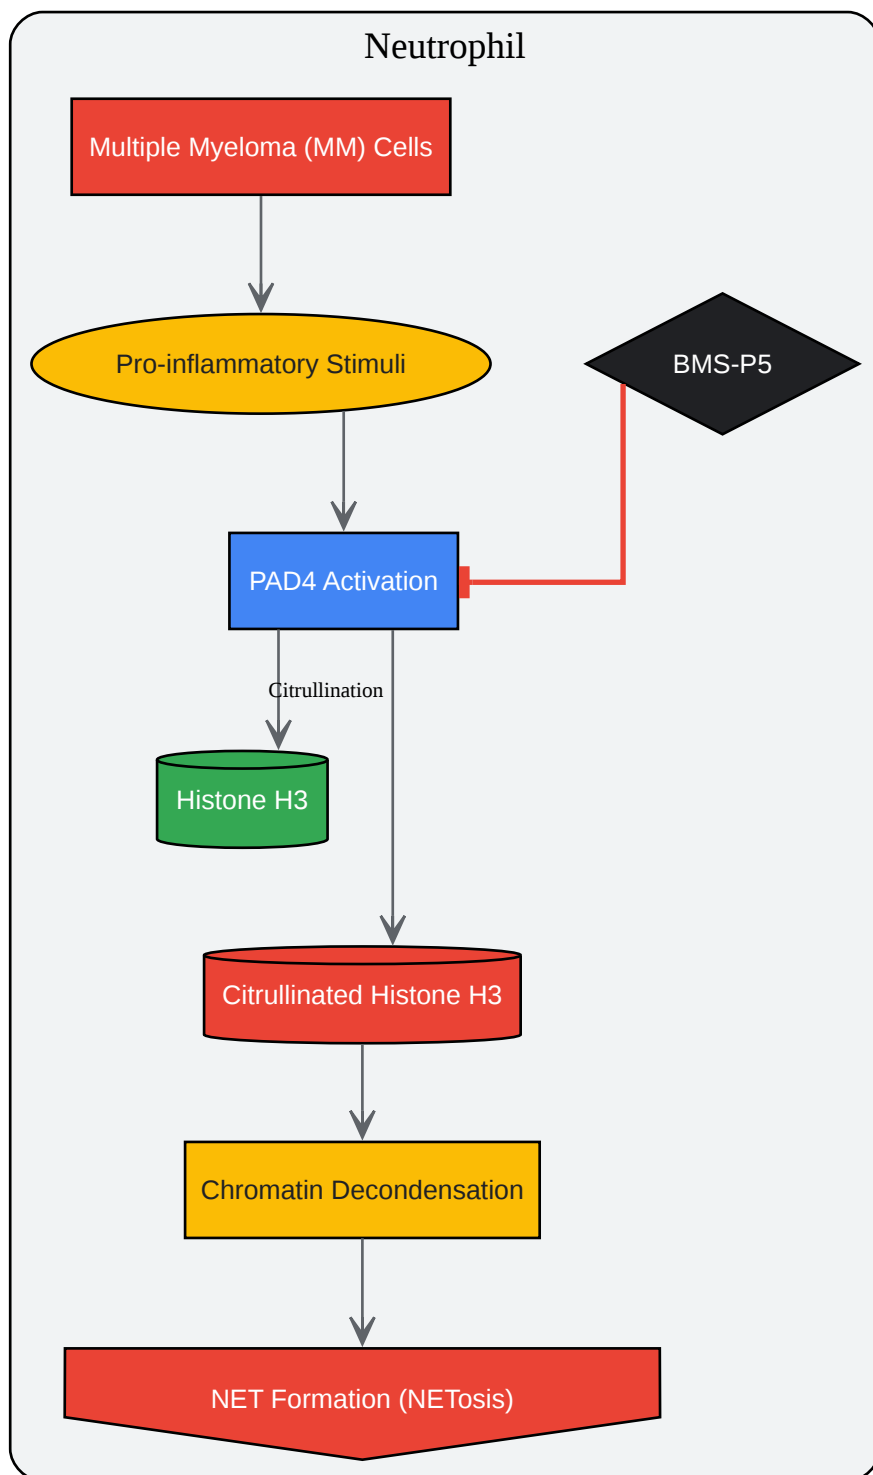 Neutrophil
Multiple Myeloma (MM) Cells
Pro-inflammatory Stimuli
BMS-P5
PAD4 Activation
Citrullination
Histone H3
Citrullinated Histone H3
Chromatin Decondensation
NET Formation (NETosis)